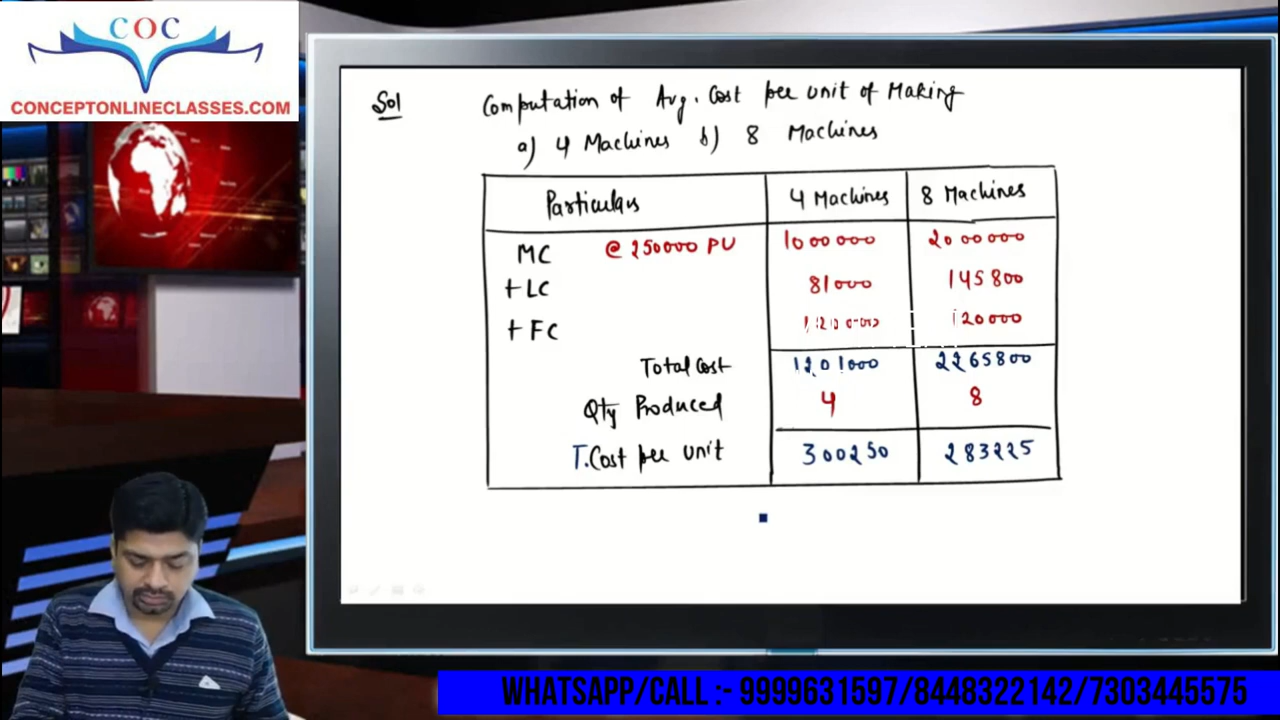 COC
CONCEPTONLINECLASSES.COM
Sol
Computation of Avg. Cost per unit of Making
a) 4 Machines b) 8 Machines
Particulars 4 Machines 8 Machines
MC @ 250000 PU 1000000 2000000
+ LC 81000 145800
+ FC 120000 120000
Total Cost 1201000 2265800
Qty Produced 4 8
T.Cost per unit 300250 283225
WHATSAPP/CALL :- 9999631597/8448322142/7303445575